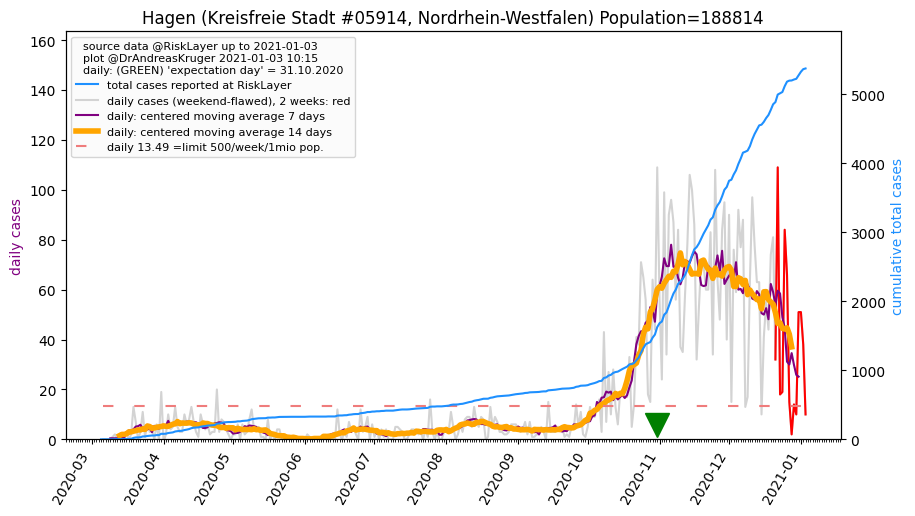 Hagen (Kreisfreie Stadt #05914, Nordrhein-Westfalen) Population=188814
source data @RiskLayer up to 2021-01-03
plot @DrAndreasKruger 2021-01-03 10:15
daily: (GREEN) 'expectation day' = 31.10.2020
total cases reported at RiskLayer
daily cases (weekend-flawed), 2 weeks: red
daily: centered moving average 7 days
daily: centered moving average 14 days
daily 13.49 =limit 500/week/1mio pop.
daily cases
160
140
120
100
80
60
40
20
0
cumulative total cases
5000
4000
3000
2000
1000
0
2020-03
2020-04
2020-05
2020-06
2020-07
2020-08
2020-09
2020-10
2020-11
2020-12
2021-01